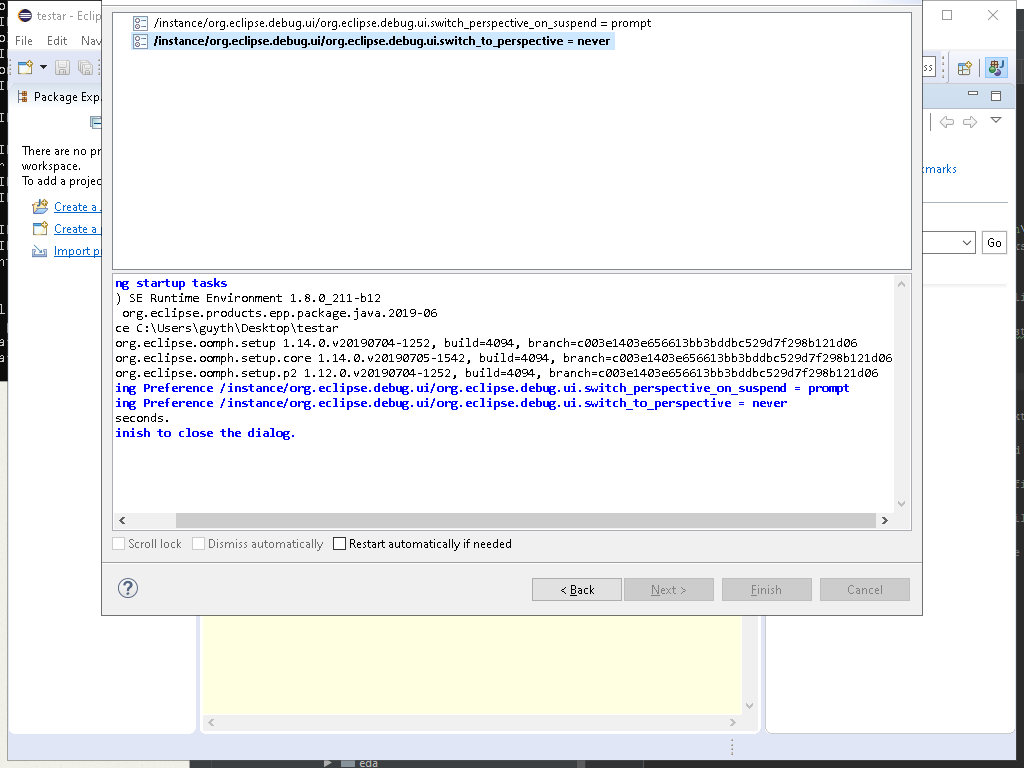 testar - Eclip
/instance/org.eclipse.debug.ui/org.eclipse.debug.ui.switch_perspective_on_suspend = prompt
/instance/org.eclipse.debug.ui/org.eclipse.debug.ui.switch_to_perspective = never
File Edit Nav
ss
Package Exp
There are no pr
workspace.
To add a projec
marks
Create a
Create a
Import p
Go
ng startup tasks
) SE Runtime Environment 1.8.0_211-b12
org.eclipse.products.epp.package.java.2019-06
ce C:\Users\guyth\Desktop\testar
org.eclipse.oomph.setup 1.14.0.v20190704-1252, build=4094, branch=c003e1403e656613bb3bddbc529d7f298b121d06
org.eclipse.oomph.setup.core 1.14.0.v20190705-1542, build=4094, branch=c003e1403e656613bb3bddbc529d7f298b121d06
org.eclipse.oomph.setup.p2 1.12.0.v20190704-1252, build=4094, branch=c003e1403e656613bb3bddbc529d7f298b121d06
ing Preference /instance/org.eclipse.debug.ui/org.eclipse.debug.ui.switch_perspective_on_suspend = prompt
ing Preference /instance/org.eclipse.debug.ui/org.eclipse.debug.ui.switch_to_perspective = never
seconds.
inish to close the dialog.
Scroll lock Dismiss automatically Restart automatically if needed
? < Back Next > Finish Cancel
eda